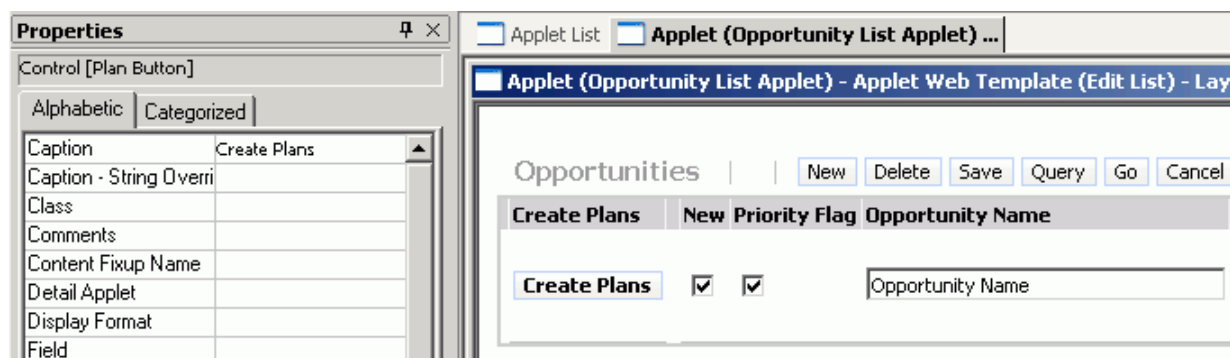 Properties
Control [Plan Button]
Alphabetic Categorized
Caption Create Plans
Caption - String Overri
Class
Comments
Content Fixup Name
Detail Applet
Display Format
Field
Applet List Applet (Opportunity List Applet) ...
Applet (Opportunity List Applet) - Applet Web Template (Edit List) - Lay
Opportunities | | New Delete Save Query Go Cancel
Create Plans New Priority Flag Opportunity Name
Create Plans Opportunity Name